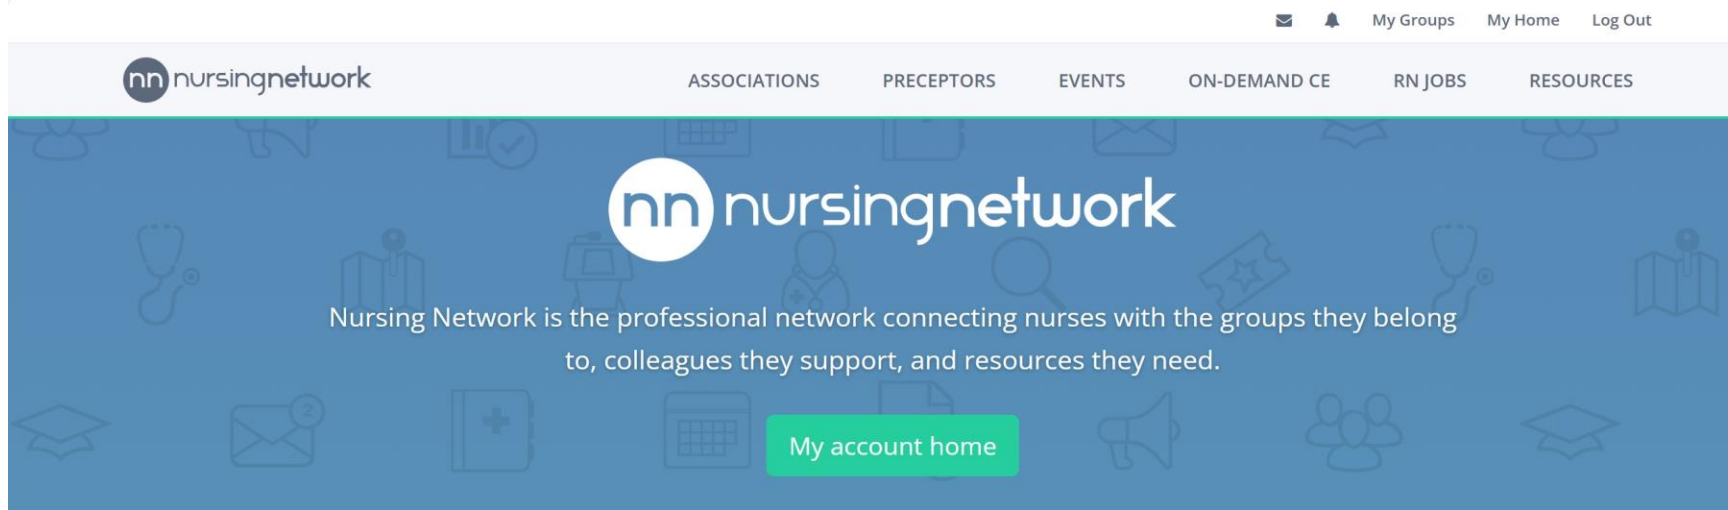 My Groups My Home Log Out
nn nursingnetwork
ASSOCIATIONS PRECEPTORS EVENTS ON-DEMAND CE RN JOBS RESOURCES
nn nursingnetwork
Nursing Network is the professional network connecting nurses with the groups they belong
to, colleagues they support, and resources they need.
2
My account home